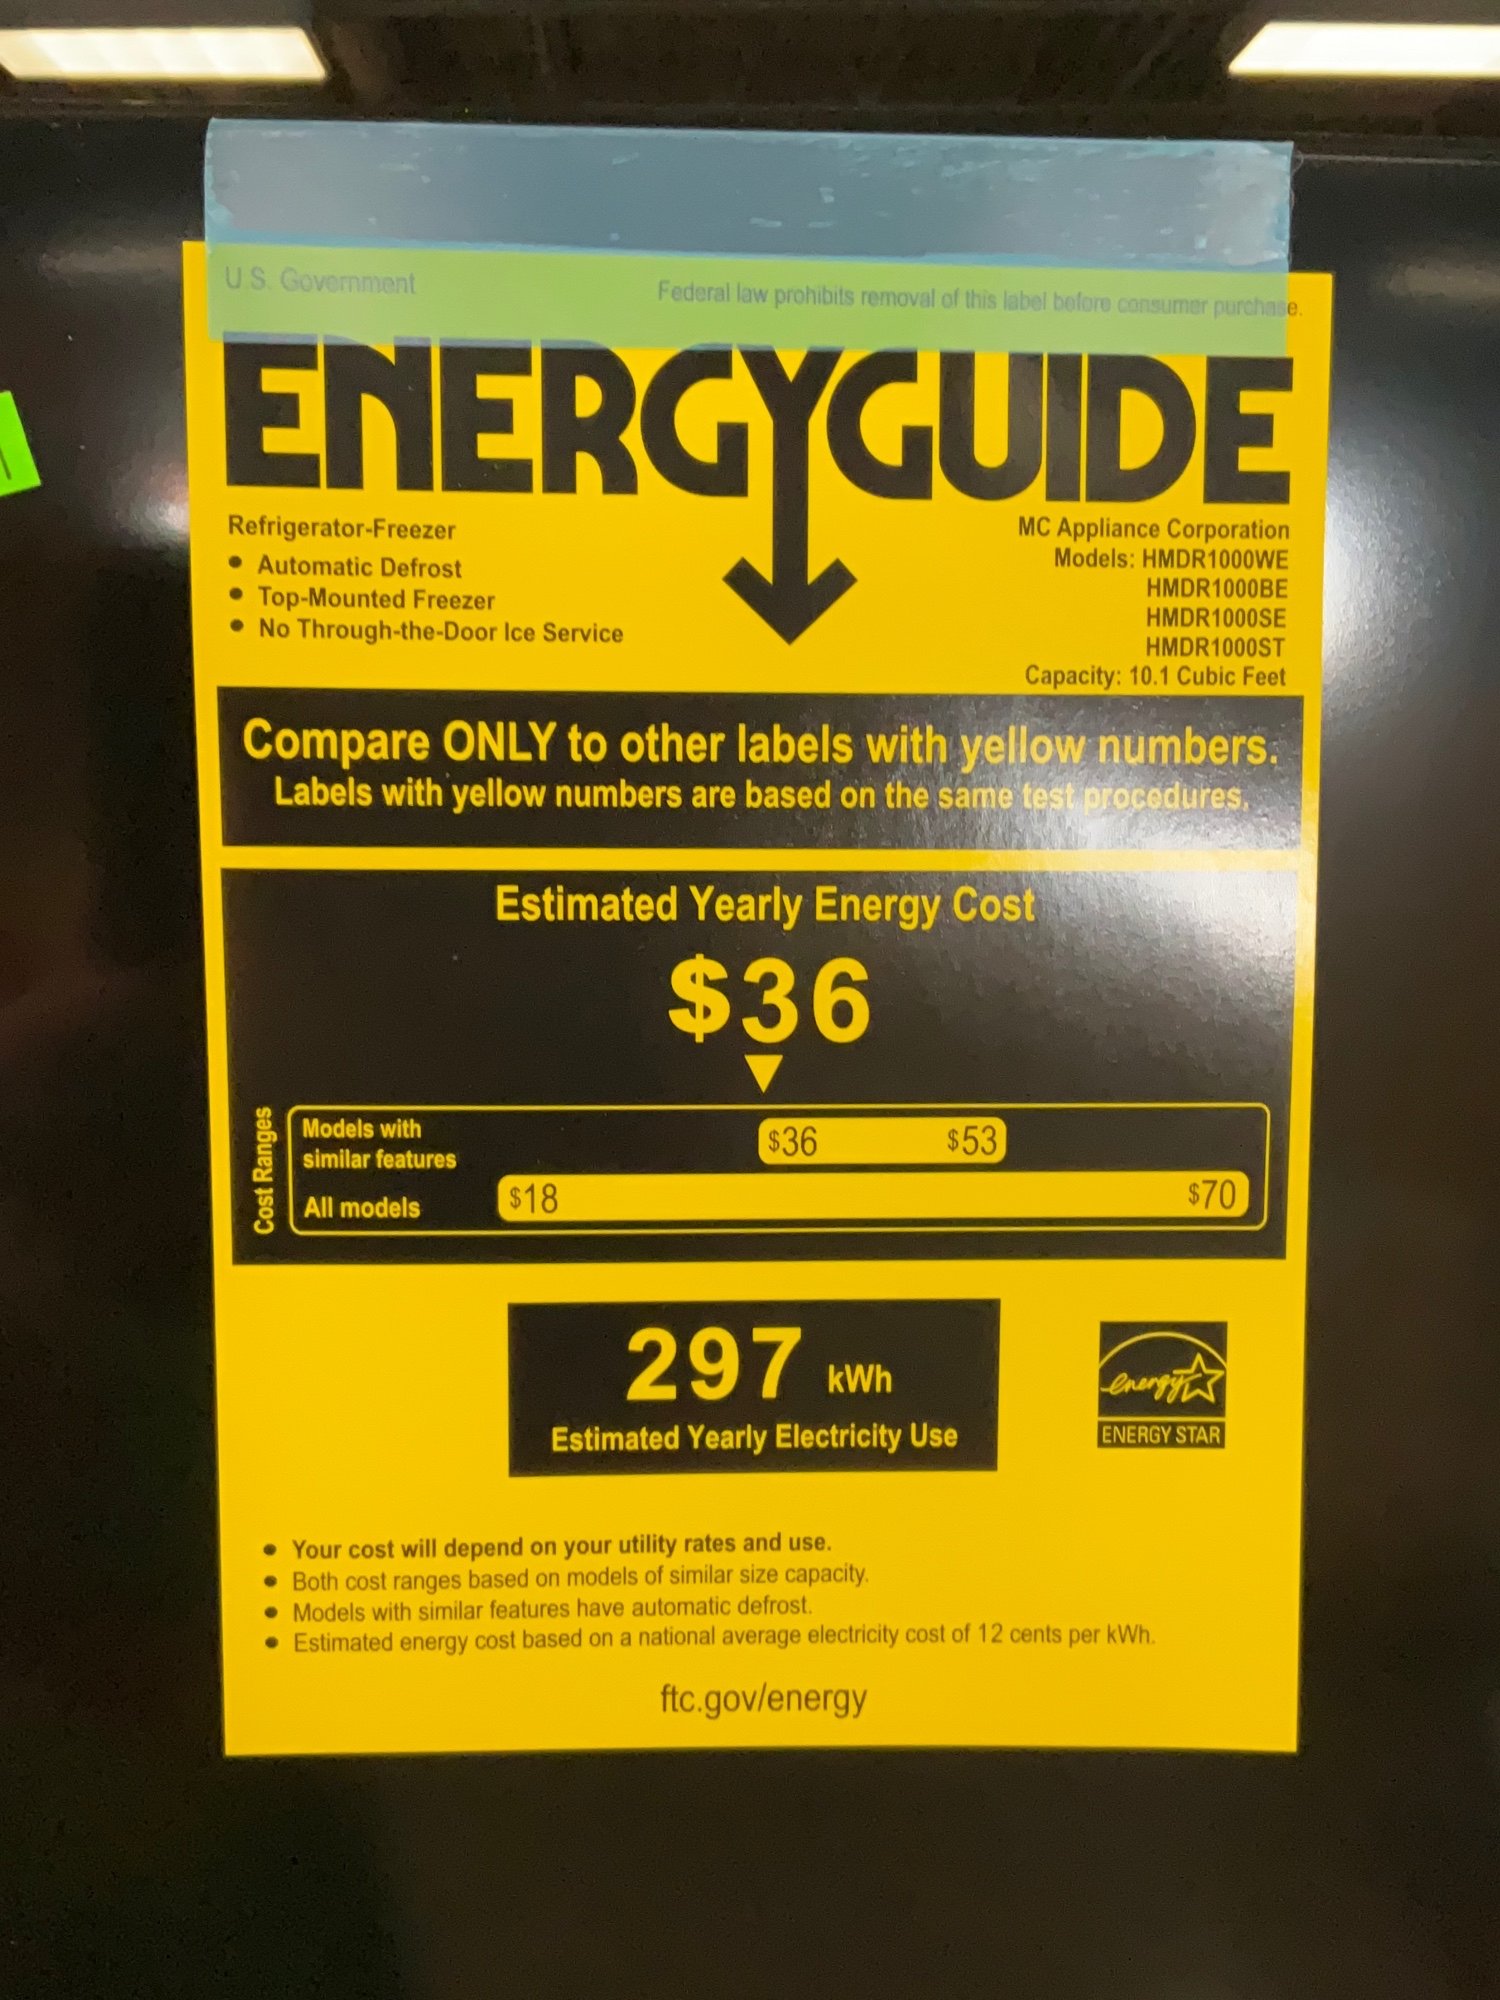 U.S. Government
Federal law prohibits removal of this label before consumer purchase.
ENERGYGUIDE
Refrigerator-Freezer
• Automatic Defrost
• Top-Mounted Freezer
• No Through-the-Door Ice Service
MC Appliance Corporation
Models: HMDR1000WE
HMDR1000BE
HMDR1000SE
HMDR1000ST
Capacity: 10.1 Cubic Feet
Compare ONLY to other labels with yellow numbers.
Labels with yellow numbers are based on the same test procedures.
Estimated Yearly Energy Cost
$36
Cost Ranges
Models with
similar features
$36 $53
All models
$18 $70
297 kWh
Estimated Yearly Electricity Use
energy
ENERGY STAR
• Your cost will depend on your utility rates and use.
• Both cost ranges based on models of similar size capacity.
• Models with similar features have automatic defrost.
• Estimated energy cost based on a national average electricity cost of 12 cents per kWh.
ftc.gov/energy